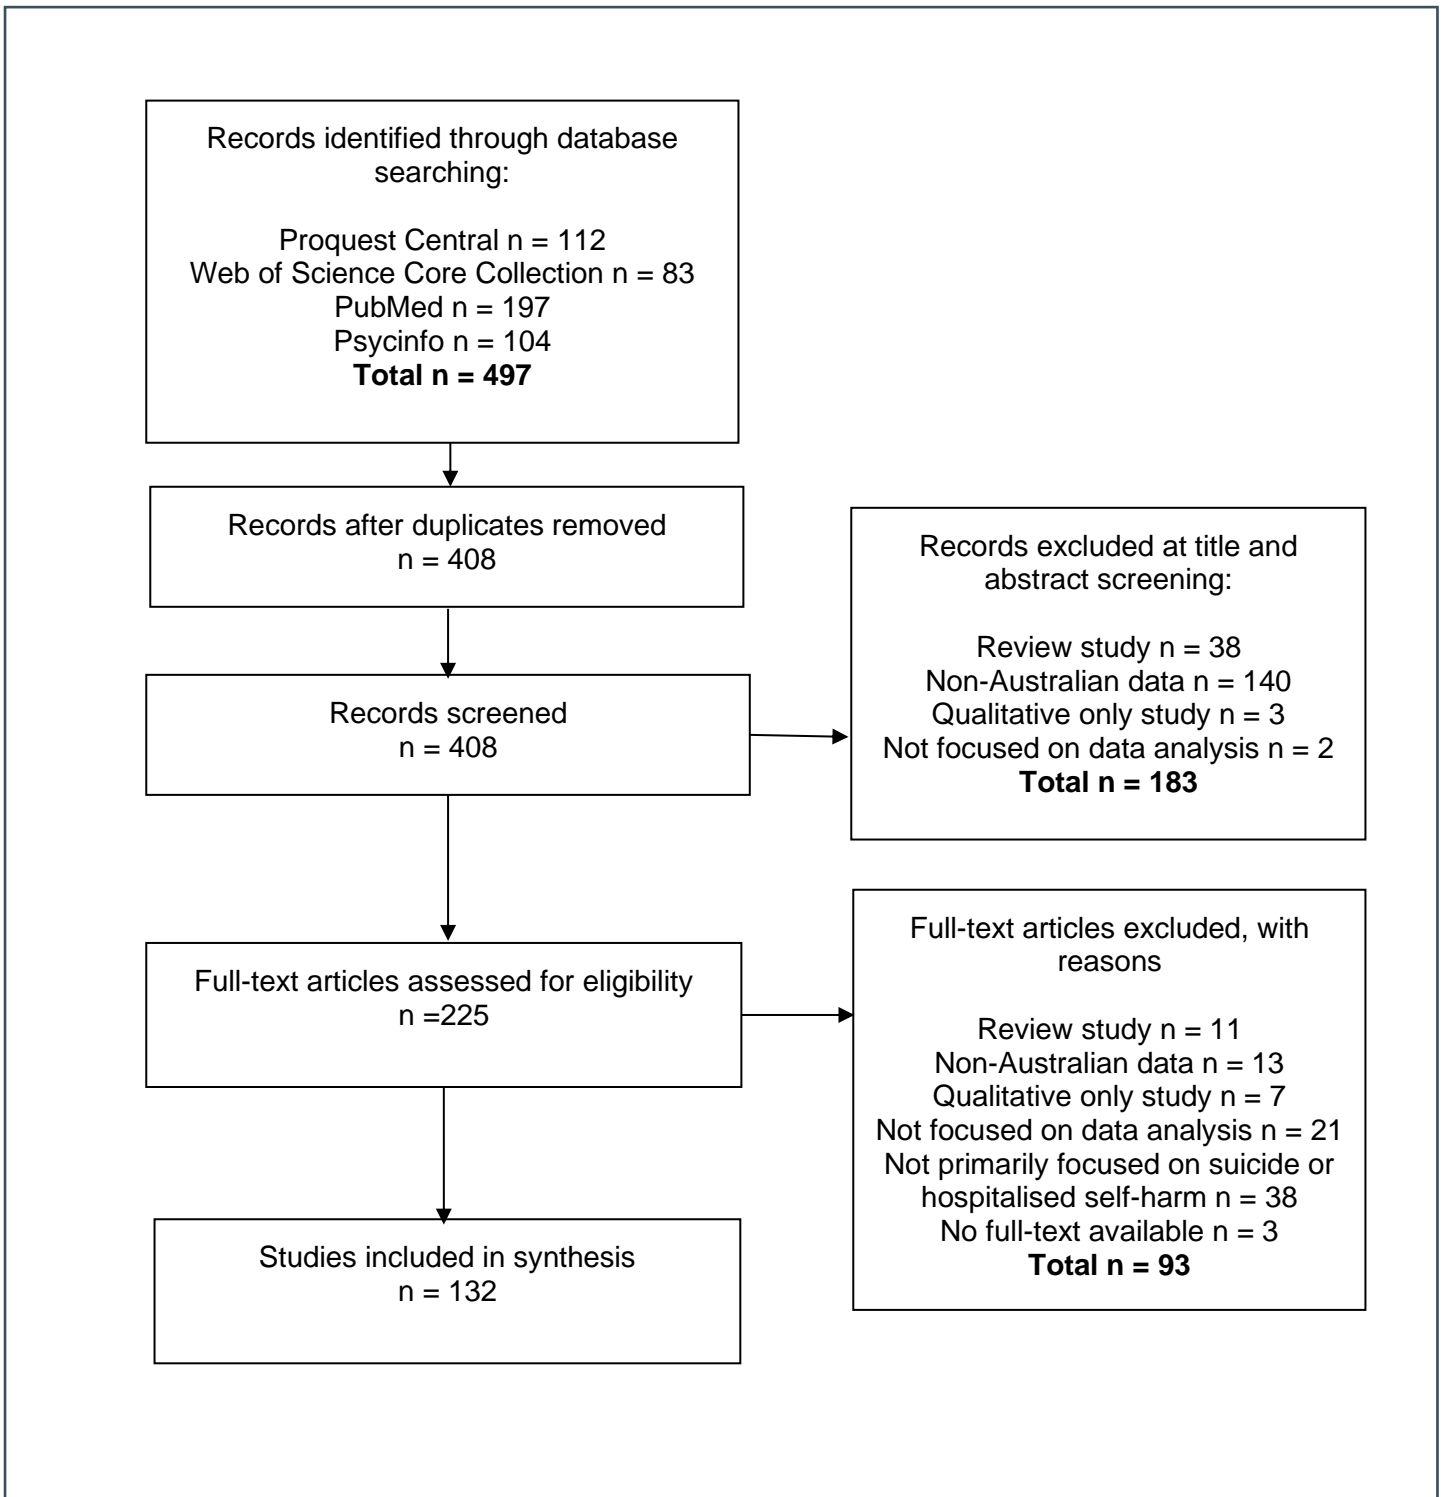 Records identified through database
searching:
Proquest Central n = 112
Web of Science Core Collection n = 83
PubMed n = 197
Psycinfo n = 104
Total n = 497
Records after duplicates removed
n = 408
Records excluded at title and
abstract screening:
Review study n = 38
Non-Australian data n = 140
Qualitative only study n = 3
Not focused on data analysis n = 2
Total n = 183
Records screened
n = 408
Full-text articles excluded, with
reasons
Review study n = 11
Non-Australian data n = 13
Qualitative only study n = 7
Not focused on data analysis n = 21
Not primarily focused on suicide or
hospitalised self-harm n = 38
No full-text available n = 3
Total n = 93
Full-text articles assessed for eligibility
n =225
Studies included in synthesis
n = 132